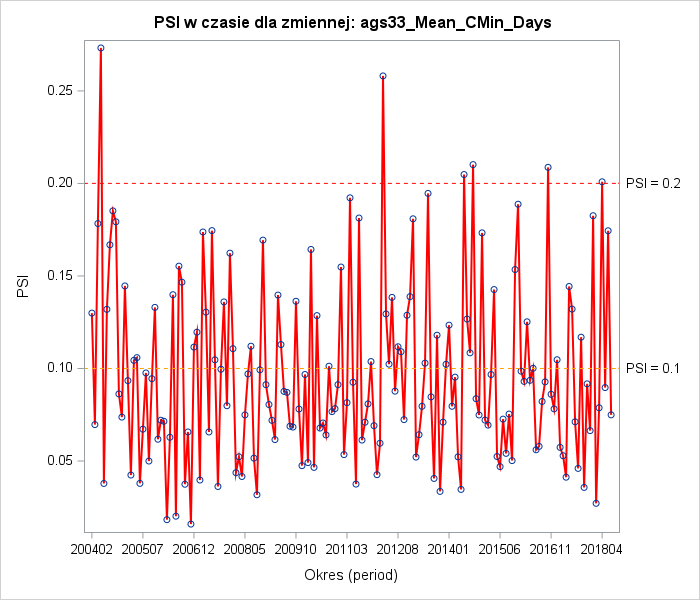 PSI w czasie dla zmiennej: ags33_Mean_CMin_Days
0.25
0.20
PSI = 0.2
0.15
PSI
0.10
PSI = 0.1
0.05
200402 200507 200612 200805 200910 201103 201208 201401 201506 201611 201804
Okres (period)